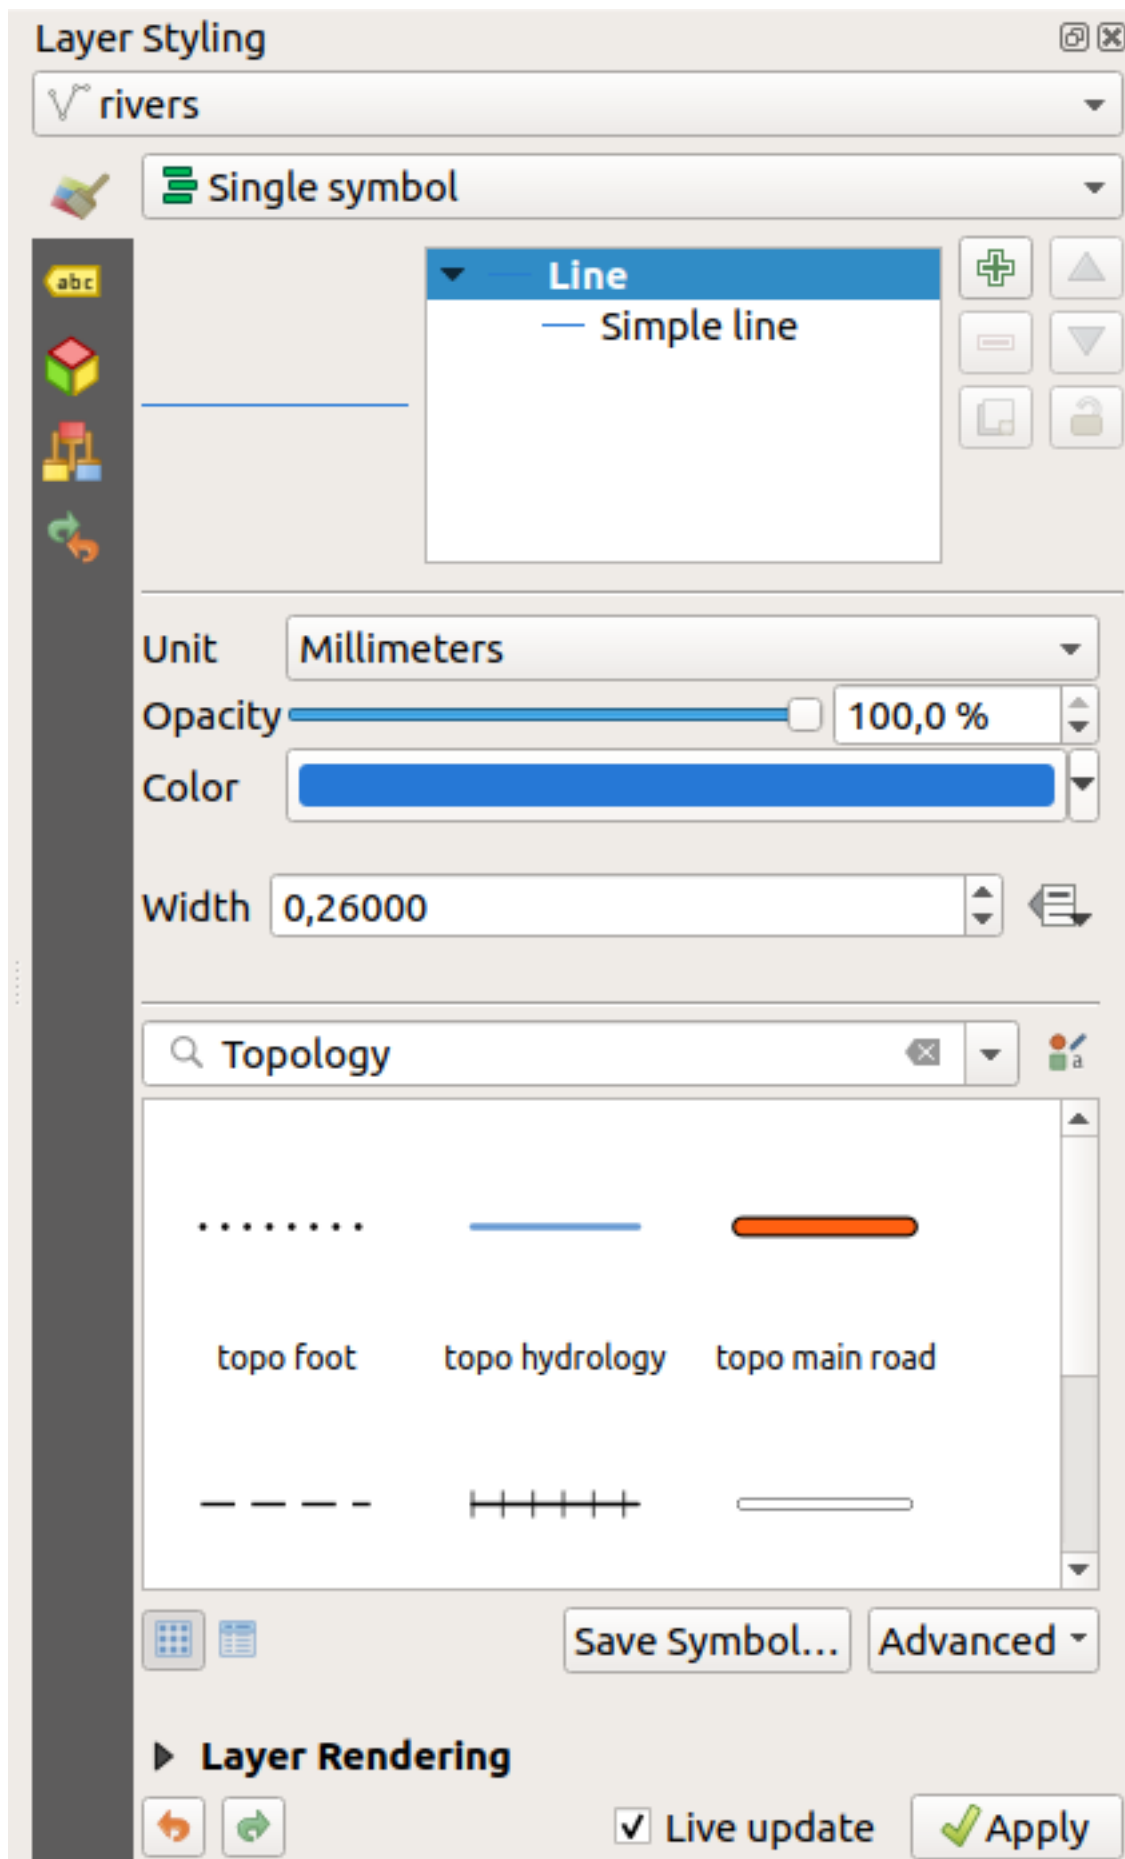 Layer Styling
rivers
Single symbol
abc
Line
Simple line
Unit Millimeters
Opacity 100,0 %
Color
Width 0,26000
Topology
a
topo foot topo hydrology topo main road
Save Symbol... Advanced
Layer Rendering
Live update Apply